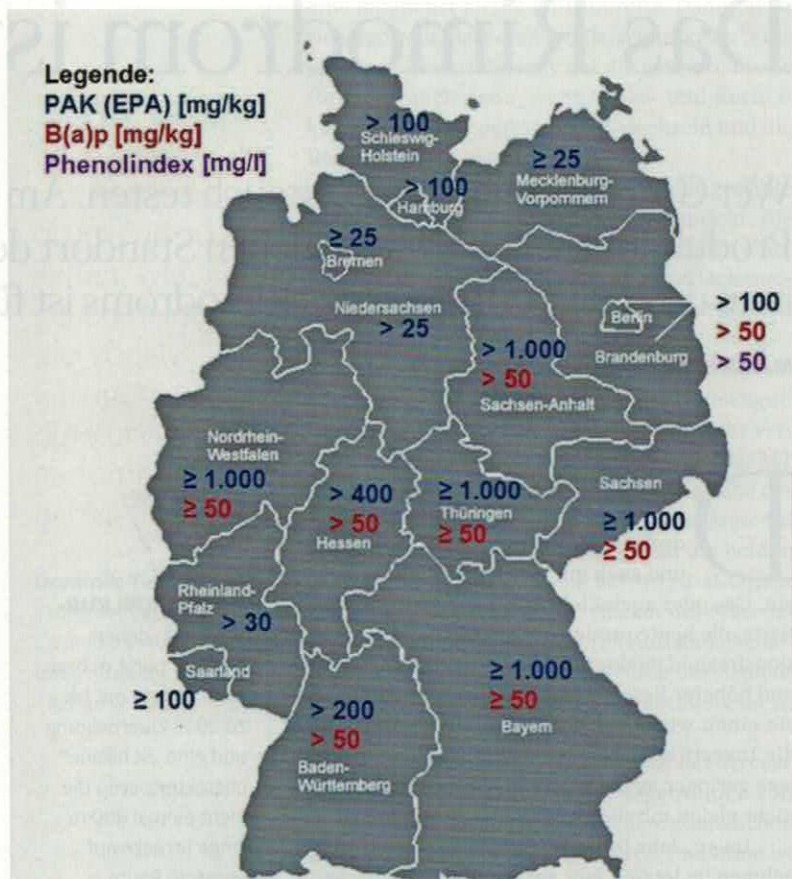 Legende:
PAK (EPA) [mg/kg]
B(a)p [mg/kg]
Phenolindex [mg/l]
> 100
Schleswig-
Holstein
> 100
Hamburg
≥ 25
Mecklenburg-
Vorpommern
≥ 25
Bremen
Niedersachsen
> 25
Berlin
Brandenburg
> 100
> 50
> 50
> 1.000
> 50
Sachsen-Anhalt
Nordrhein-
Westfalen
≥ 1.000
≥ 50
> 400
> 50
Hessen
≥ 1.000
Thüringen
≥ 50
Sachsen
≥ 1.000
≥ 50
Rheinland-
Pfalz
> 30
Saarland
≥ 100
> 200
> 50
Baden-
Württemberg
≥ 1.000
≥ 50
Bayern